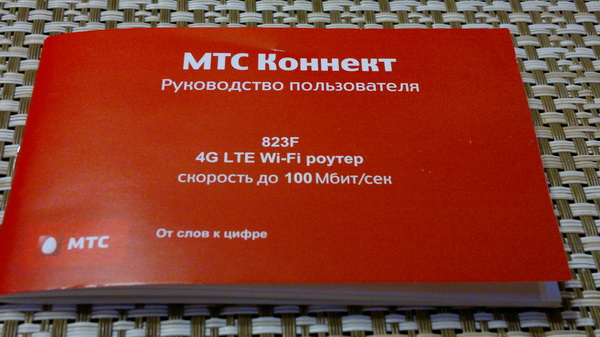 МТС Коннект
Руководство пользователя
823F
4G LTE Wi-Fi роутер
скорость до 100 Мбит/сек
МТС
От слов к цифре